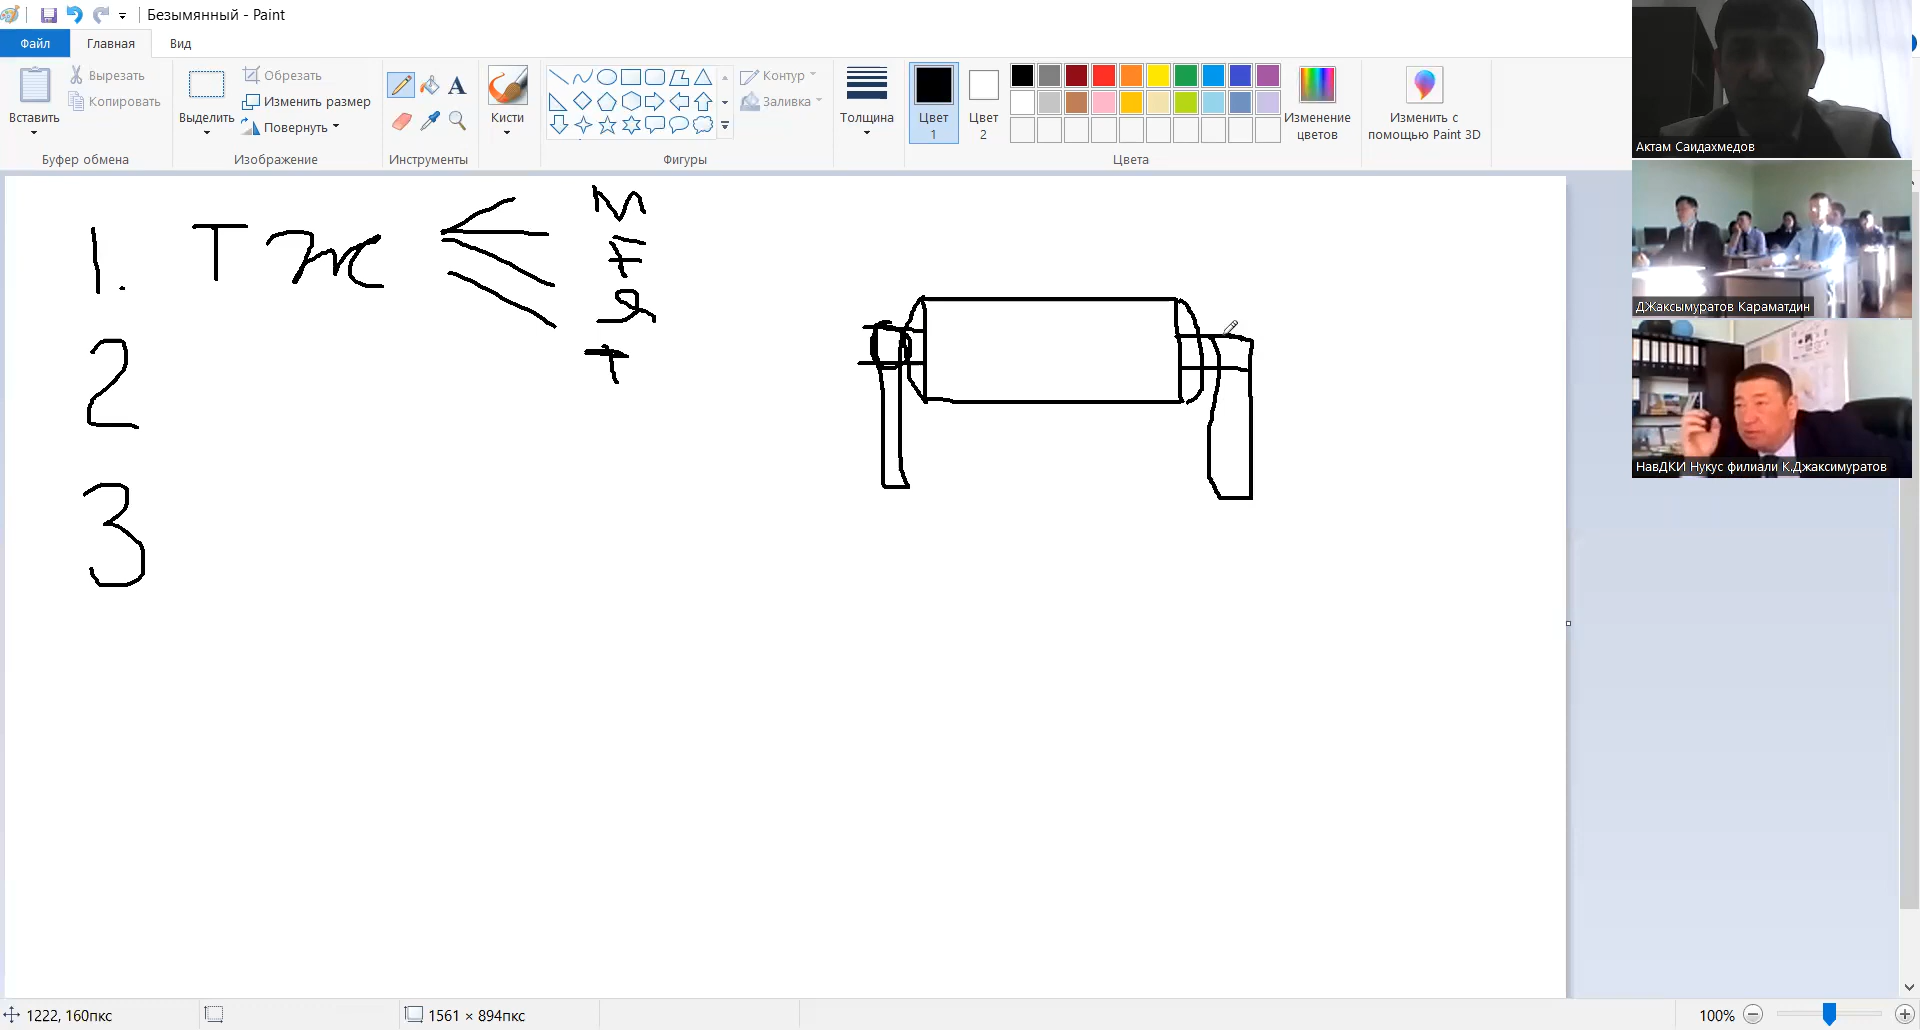 Безымянный - Paint
Файл Главная Вид
Вставить
Вырезать
Копировать
Буфер обмена
Выделить
Обрезать
Изменить размер
Повернуть
Изображение
Инструменты
Кисти
Контур
Заливка
Фигуры
Толщина
Цвет 1
Цвет 2
Изменение цветов
Цвета
Изменить с помощью Paint 3D
Актам Саидахмедов
ДЖаксымуратов Караматдин
НавДКИ Нукус филиали К.Джаксимуратов
1. Т Ж
М
Я
2
3
1222, 160пкс
1561 × 894пкс
100%